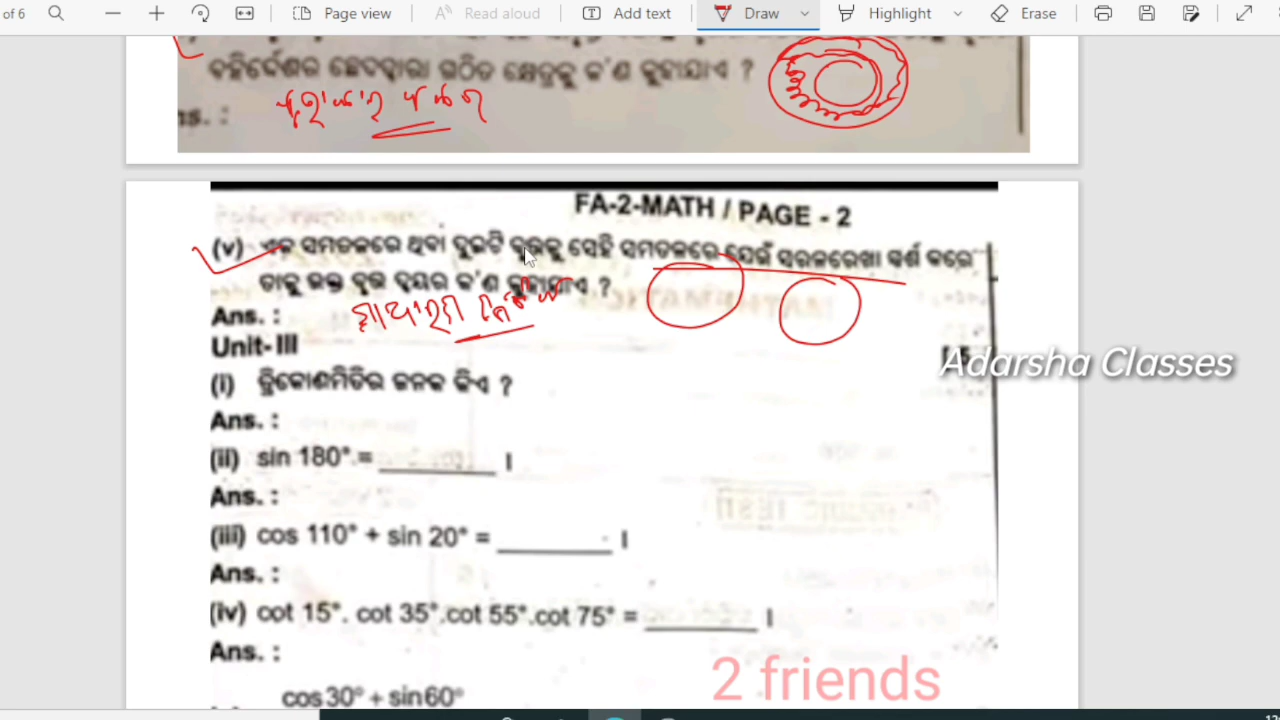 of 6
Page view
Read aloud
Add text
Draw
Highlight
Erase
ବହିର୍ଦେଶର ଛେଦଦ୍ୱାରା ଗଠିତ କ୍ଷେତ୍ରକୁ କ'ଣ କୁହାଯାଏ ?
ns. :
FA-2-MATH / PAGE - 2
(v) ଏକ ସମତଳରେ ଥିବା ଦୁଇଟି ବୃତ୍ତକୁ ସେହି ସମତଳରେ ଯେଉଁ ସରଳରେଖା ସ୍ପର୍ଶ କରେ
ତାକୁ ଉକ୍ତ ବୃତ୍ତ ଦ୍ୱୟର କ'ଣ କୁହାଯାଏ ?
Ans. :
Unit-III
Adarsha Classes
(i) ତ୍ରିକୋଣମିତିର ଜନକ କିଏ ?
Ans. :
(ii) sin 180°.= ________ ।
Ans. :
(iii) cos 110° + sin 20° = ________ ।
Ans. :
(iv) cot 15°. cot 35°.cot 55°.cot 75° = ________ ।
Ans. :
2 friends
cos30° + sin60°